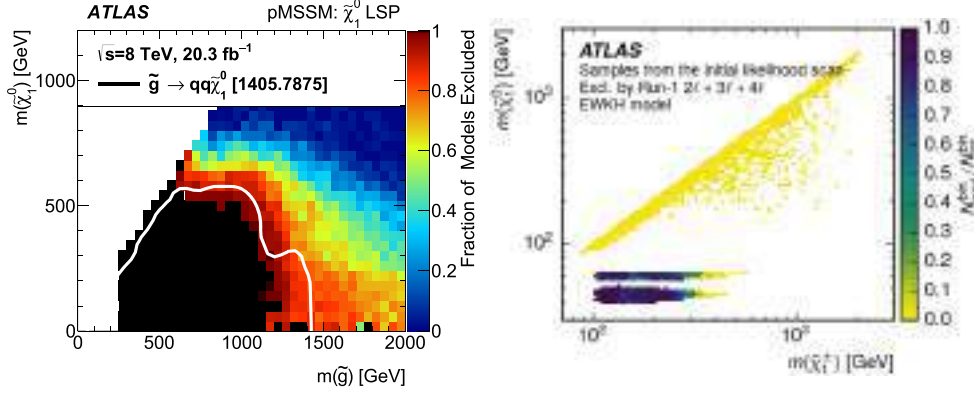 ATLAS pMSSM: χ̃₁⁰ LSP
√s=8 TeV, 20.3 fb⁻¹
g̃ → qqχ̃₁⁰ [1405.7875]
m(χ̃₁⁰) [GeV]
1000
500
0
0 500 1000 1500 2000
m(g̃) [GeV]
Fraction of Models Excluded
1
0.8
0.6
0.4
0.2
0
ATLAS
Samples from the initial likelihood scan
Excl. by Run-1 2ℓ + 3ℓ + 4ℓ
EWKH model
m(χ̃₁⁰) [GeV]
10³
10²
10² 10³
m(χ̃₁⁺) [GeV]
1.0
0.9
0.8
0.7
0.6
0.5
0.4
0.3
0.2
0.1
0.0